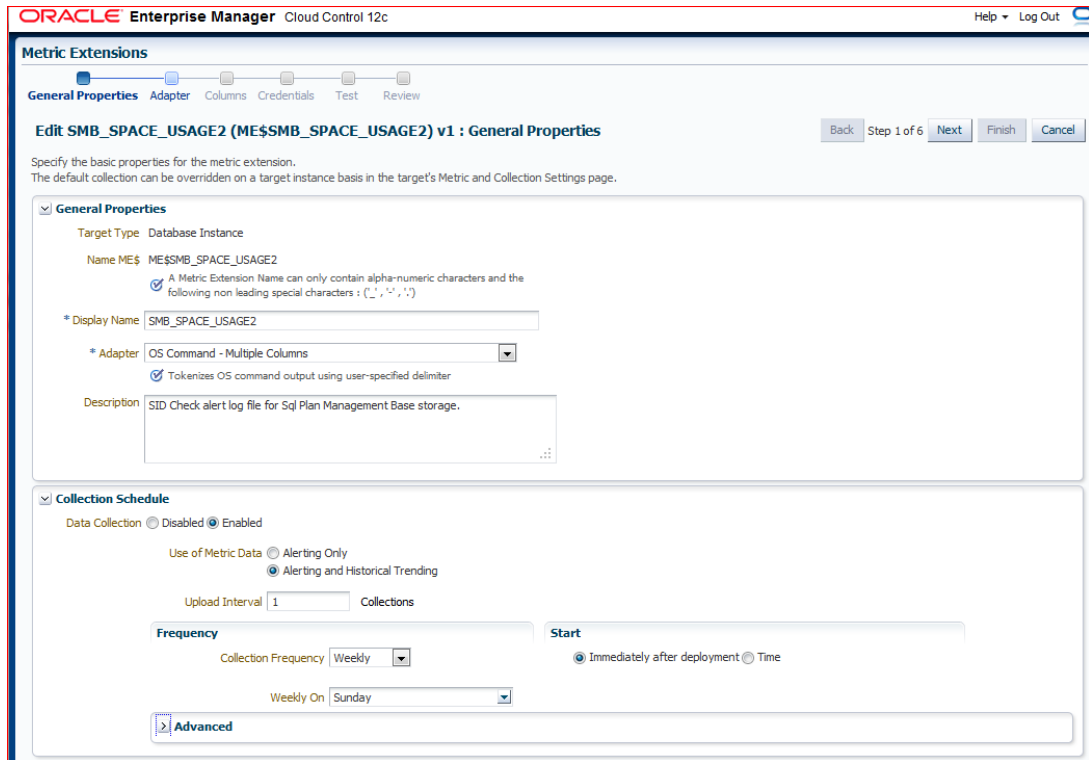 ORACLE Enterprise Manager Cloud Control 12c
Help Log Out
Metric Extensions
General Properties Adapter Columns Credentials Test Review
Edit SMB_SPACE_USAGE2 (ME$SMB_SPACE_USAGE2) v1 : General Properties
Back Step 1 of 6 Next Finish Cancel
Specify the basic properties for the metric extension.
The default collection can be overridden on a target instance basis in the target's Metric and Collection Settings page.
General Properties
Target Type Database Instance
Name ME$ ME$SMB_SPACE_USAGE2
A Metric Extension Name can only contain alpha-numeric characters and the
following non leading special characters : ('_' , '-' , '.')
* Display Name SMB_SPACE_USAGE2
* Adapter OS Command - Multiple Columns
Tokenizes OS command output using user-specified delimiter
Description SID Check alert log file for Sql Plan Management Base storage.
Collection Schedule
Data Collection Disabled Enabled
Use of Metric Data Alerting Only
Alerting and Historical Trending
Upload Interval 1 Collections
Frequency
Start
Collection Frequency Weekly
Immediately after deployment Time
Weekly On Sunday
Advanced